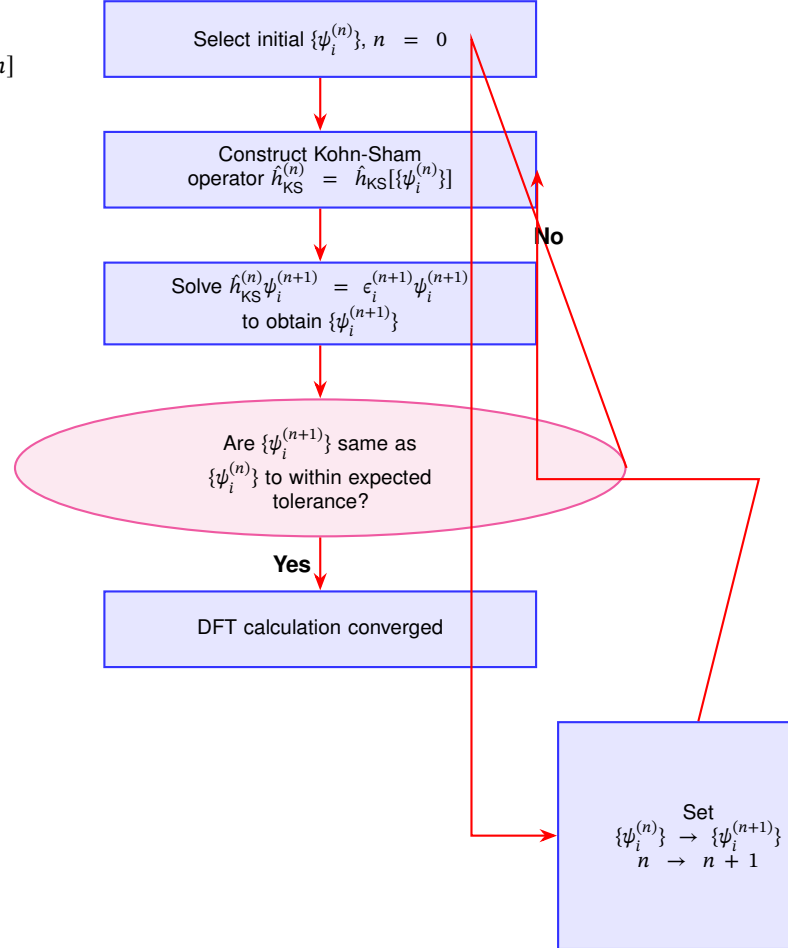 Select initial {ψ_i^(n)}, n = 0
n]
Construct Kohn-Sham
operator ĥ_KS^(n) = ĥ_KS[{ψ_i^(n)}]
No
Solve ĥ_KS^(n) ψ_i^(n+1) = ϵ_i^(n+1) ψ_i^(n+1)
to obtain {ψ_i^(n+1)}
Are {ψ_i^(n+1)} same as
{ψ_i^(n)} to within expected
tolerance?
Yes
DFT calculation converged
Set
{ψ_i^(n)} → {ψ_i^(n+1)}
n → n + 1